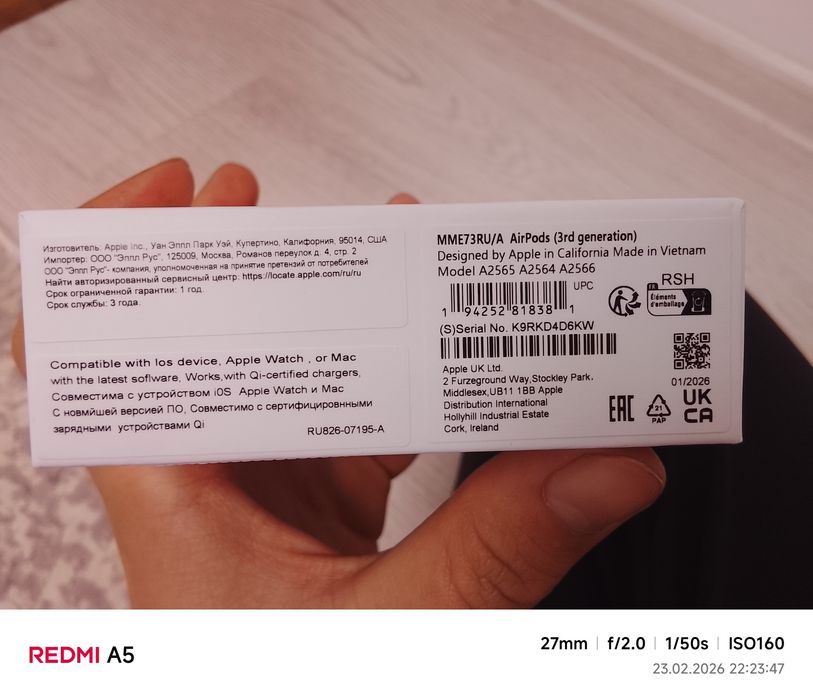 Изготовитель: Apple Inc., Уан Эппл Парк Уэй, Купертино, Калифорния, 95014, США
Импортер: ООО "Эппл Рус", 125009, Москва, Романов переулок д. 4, стр. 2
ООО "Эппл Рус"- компания, уполномоченная на принятие претензий от потребителей
Найти авторизированный сервисный центр: https://locate.apple.com/ru/ru
Срок ограниченной гарантии: 1 год.
Срок службы: 3 года.
Compatible with Ios device, Apple Watch , or Mac
with the latest soflware, Works,with Qi-certified chargers,
Совместима с устройством iOS Apple Watch и Mac
С новмйшей версией ПО, Совместимо с сертифицировнными
зарядными устройствами Qi
RU826-07195-A
MME73RU/A AirPods (3rd generation)
Designed by Apple in California Made in Vietnam
Model A2565 A2564 A2566
UPC
RSH
1 94252 81838 1
FR
Éléments
d'emballage
(S)Serial No. K9RKD4D6KW
Apple UK Ltd.
2 Furzeground Way,Stockley Park,
Middlesex,UB11 1BB Apple
Distribution International
Hollyhill Industrial Estate
Cork, Ireland
01/2026
EAC
21
PAP
UK
CA
REDMI A5
27mm | f/2.0 | 1/50s | ISO160
23.02.2026 22:23:47